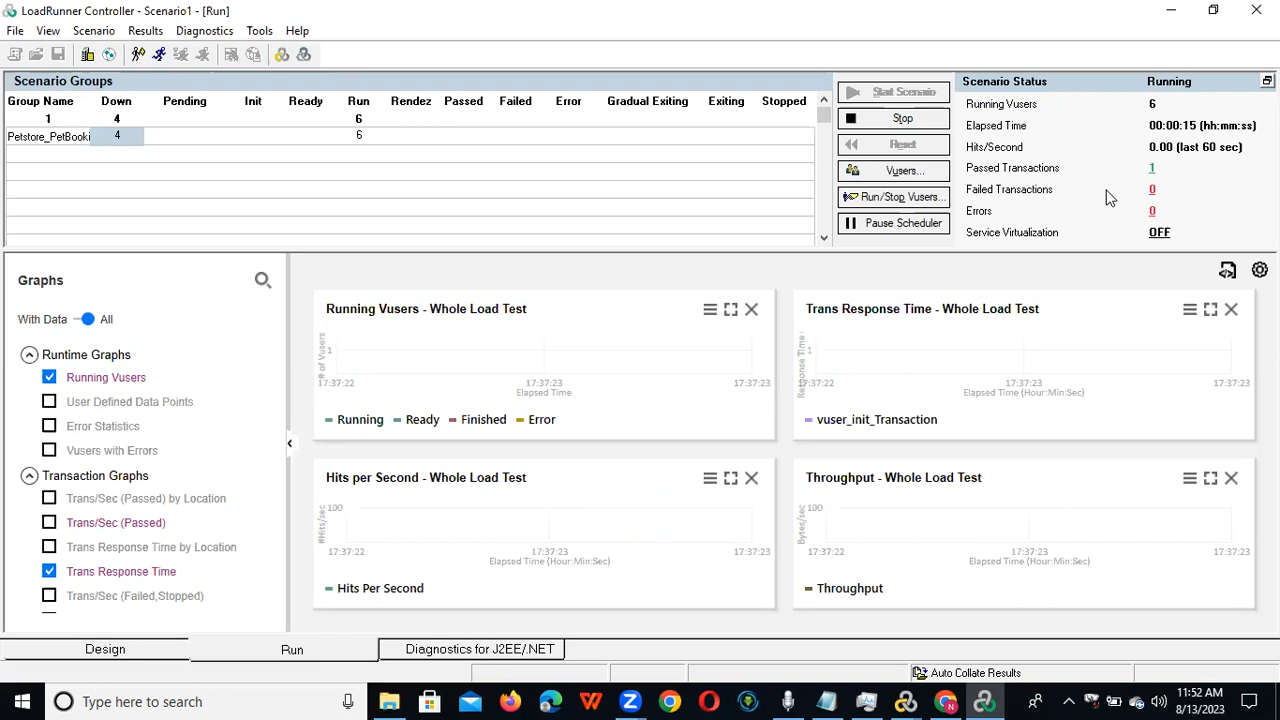 LoadRunner Controller - Scenario1 - [Run]
File View Scenario Results Diagnostics Tools Help
Scenario Groups
Group Name Down Pending Init Ready Run Rendez Passed Failed Error Gradual Exiting Exiting Stopped
1 4 6
Petstore_PetBooki 4 6
Start Scenario
Stop
Reset
Vusers...
Run/Stop Vusers...
Pause Scheduler
Scenario Status Running
Running Vusers 6
Elapsed Time 00:00:15 (hh:mm:ss)
Hits/Second 0.00 (last 60 sec)
Passed Transactions 1
Failed Transactions 0
Errors 0
Service Virtualization OFF
Graphs
With Data All
Runtime Graphs
Running Vusers
User Defined Data Points
Error Statistics
Vusers with Errors
Transaction Graphs
Trans/Sec (Passed) by Location
Trans/Sec (Passed)
Trans Response Time by Location
Trans Response Time
Trans/Sec (Failed,Stopped)
Running Vusers - Whole Load Test
# of Vusers
1
17:37:22 17:37:23 17:37:23
Elapsed Time
Running Ready Finished Error
Trans Response Time - Whole Load Test
Response Time
1
17:37:22 17:37:23 17:37:23
Elapsed Time (Hour:Min:Sec)
vuser_init_Transaction
Hits per Second - Whole Load Test
#Hits/sec
100
17:37:22 17:37:23 17:37:23
Elapsed Time (Hour:Min:Sec)
Hits Per Second
Throughput - Whole Load Test
Bytes/sec
100
17:37:22 17:37:23 17:37:23
Elapsed Time (Hour:Min:Sec)
Throughput
Design Run Diagnostics for J2EE/.NET
Auto Collate Results
Type here to search
11:52 AM
8/13/2023